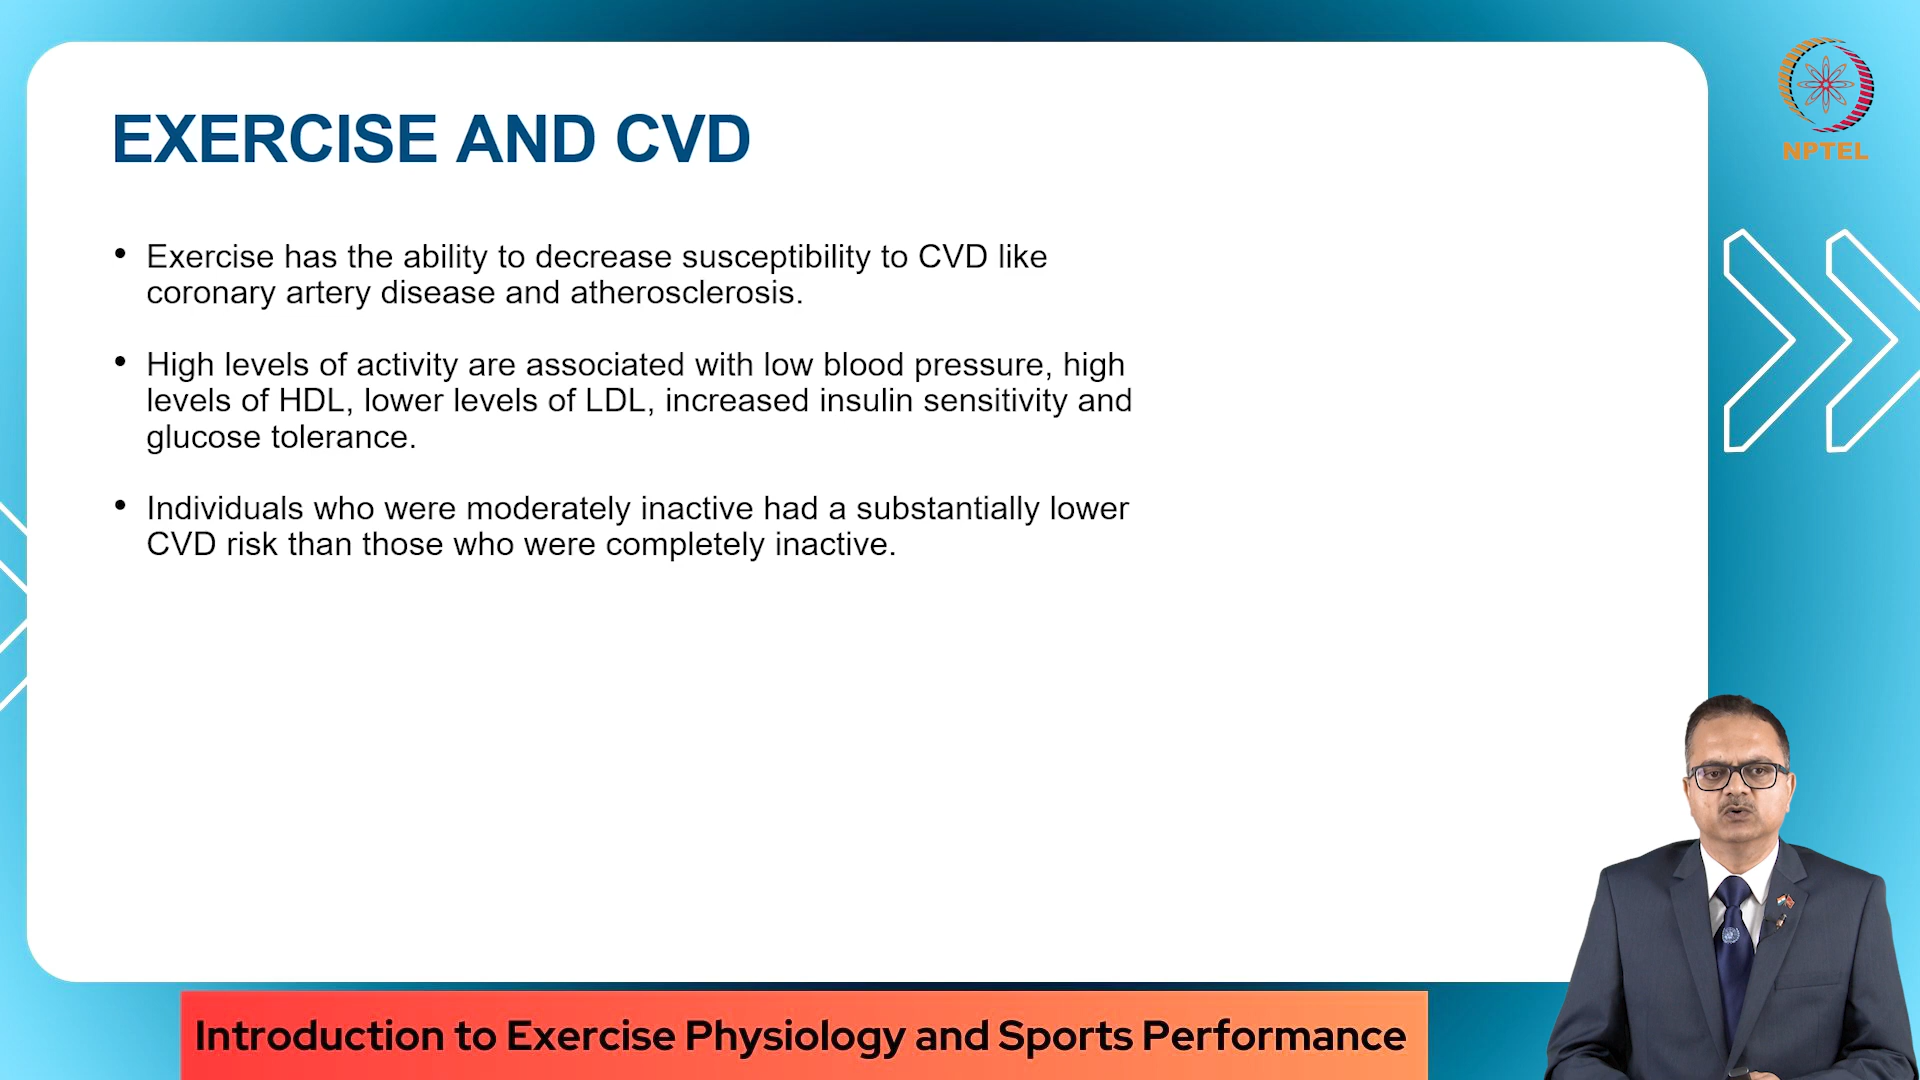 EXERCISE AND CVD
NPTEL
• Exercise has the ability to decrease susceptibility to CVD like
coronary artery disease and atherosclerosis.
• High levels of activity are associated with low blood pressure, high
levels of HDL, lower levels of LDL, increased insulin sensitivity and
glucose tolerance.
• Individuals who were moderately inactive had a substantially lower
CVD risk than those who were completely inactive.
Introduction to Exercise Physiology and Sports Performance